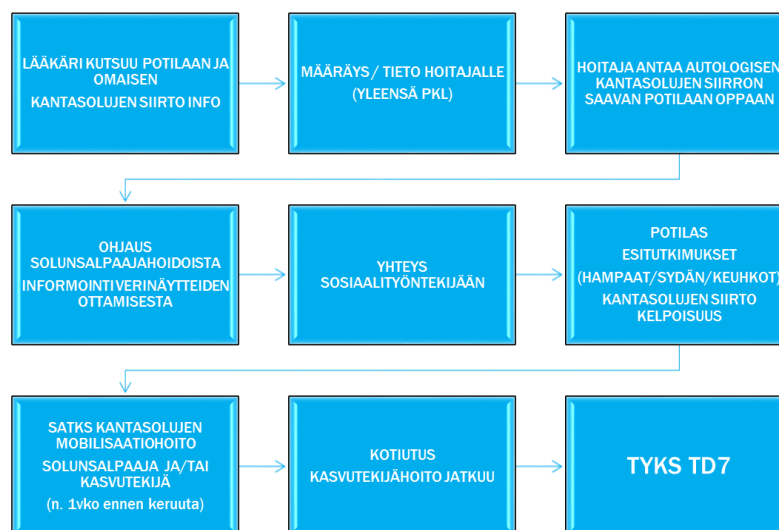 LÄÄKÄRI KUTSUU POTILAAN JA
OMAISEN
KANTASOLUJEN SIIRTO INFO
MÄÄRÄYS / TIETO HOITAJALLE
(YLEENSÄ PKL)
HOITAJA ANTAA AUTOLOGISEN
KANTASOLUJEN SIIRRON
SAAVAN POTILAAN OPPAAN
OHJAUS
SOLUNSALPAAJAHOIDOISTA
INFORMOINTI VERINÄYTTEIDEN
OTTAMISESTA
YHTEYS
SOSIAALITYÖNTEKIJÄÄN
POTILAS
ESITUTKIMUKSET
(HAMPAAT/SYDÄN/KEUHKOT)
KANTASOLUJEN SIIRTO
KELPOISUUS
SATKS KANTASOLUJEN
MOBILISAATIOHOITO
SOLUNSALPAAJA JA/TAI
KASVUTEKIJÄ
(n. 1vko ennen keruuta)
KOTIUTUS
KASVUTEKIJÄHOITO JATKUU
TYKS TD7